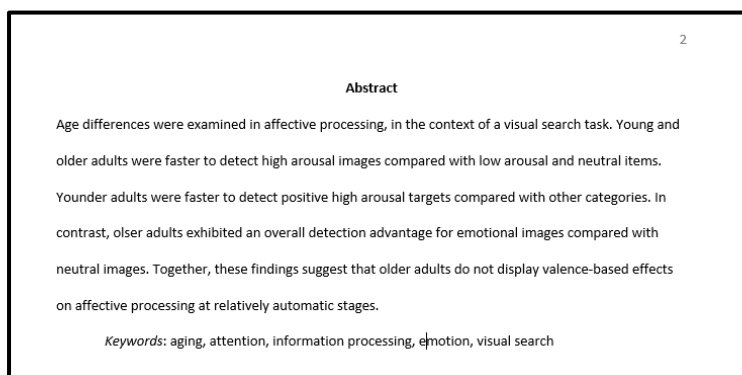 2
Abstract
Age differences were examined in affective processing, in the context of a visual search task. Young and
older adults were faster to detect high arousal images compared with low arousal and neutral items.
Younder adults were faster to detect positive high arousal targets compared with other categories. In
contrast, olser adults exhibited an overall detection advantage for emotional images compared with
neutral images. Together, these findings suggest that older adults do not display valence-based effects
on affective processing at relatively automatic stages.
Keywords: aging, attention, information processing, emotion, visual search